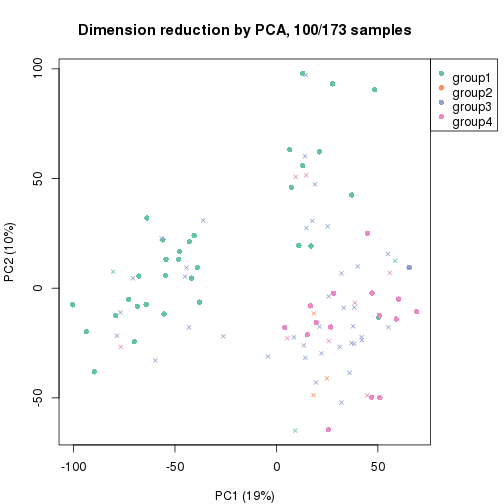 Dimension reduction by PCA, 100/173 samples
group1
group2
group3
group4
100
50
0
-50
PC2 (10%)
-100
-50
0
50
PC1 (19%)